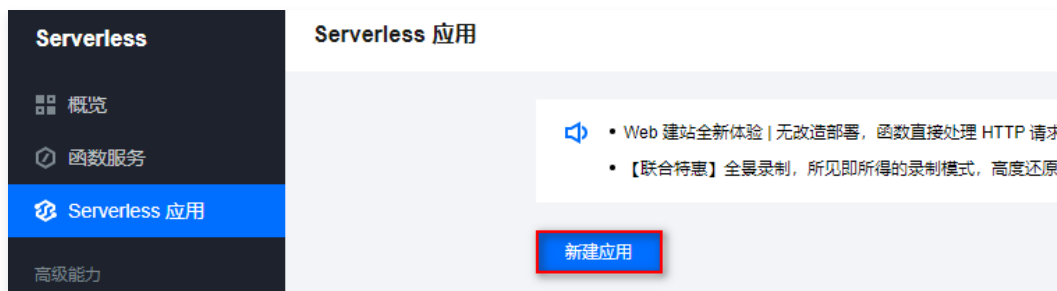 Serverless
Serverless 应用
概览
函数服务
Serverless 应用
高级能力
• Web 建站全新体验 | 无改造部署，函数直接处理 HTTP 请求
• 【联合特惠】全景录制，所见即所得的录制模式，高度还原
新建应用